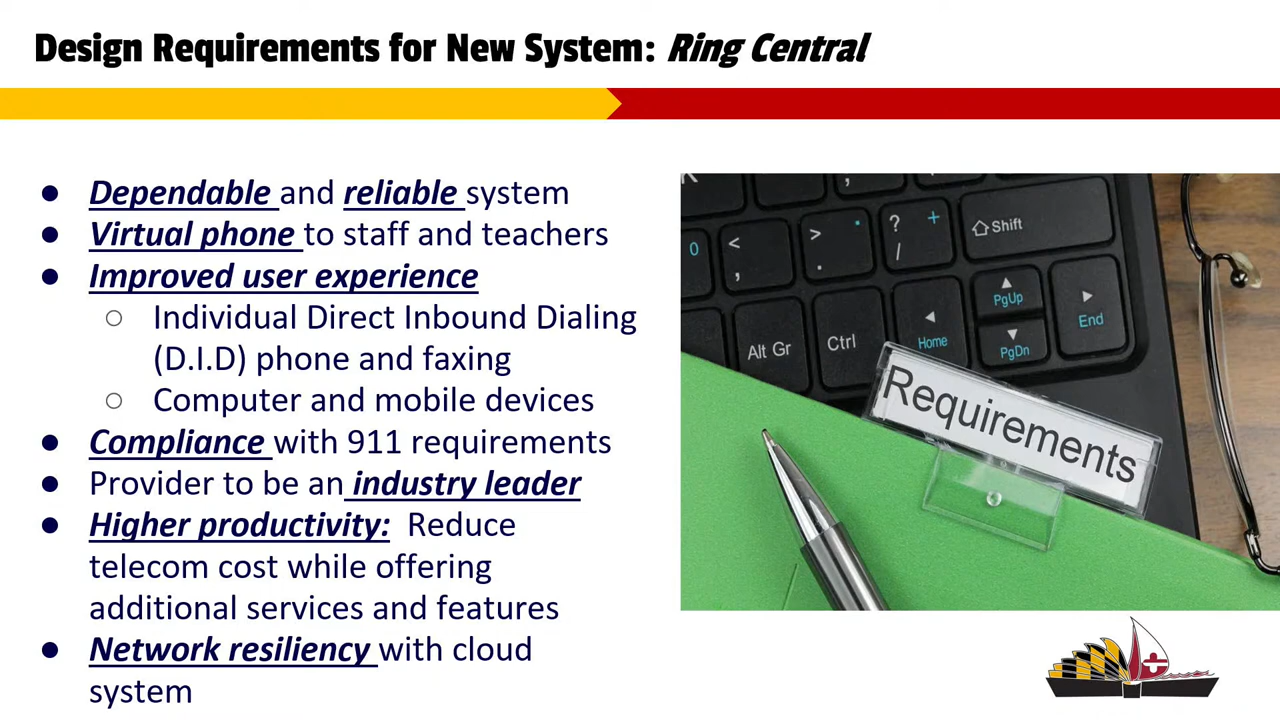 Design Requirements for New System: Ring Central
● Dependable and reliable system
● Virtual phone to staff and teachers
● Improved user experience
○ Individual Direct Inbound Dialing
(D.I.D) phone and faxing
○ Computer and mobile devices
● Compliance with 911 requirements
● Provider to be an industry leader
● Higher productivity: Reduce
telecom cost while offering
additional services and features
● Network resiliency with cloud
system
K
0
< ,
> .
? + /
Shift
Alt Gr
Ctrl
Home
PgUp
PgDn
End
Requirements